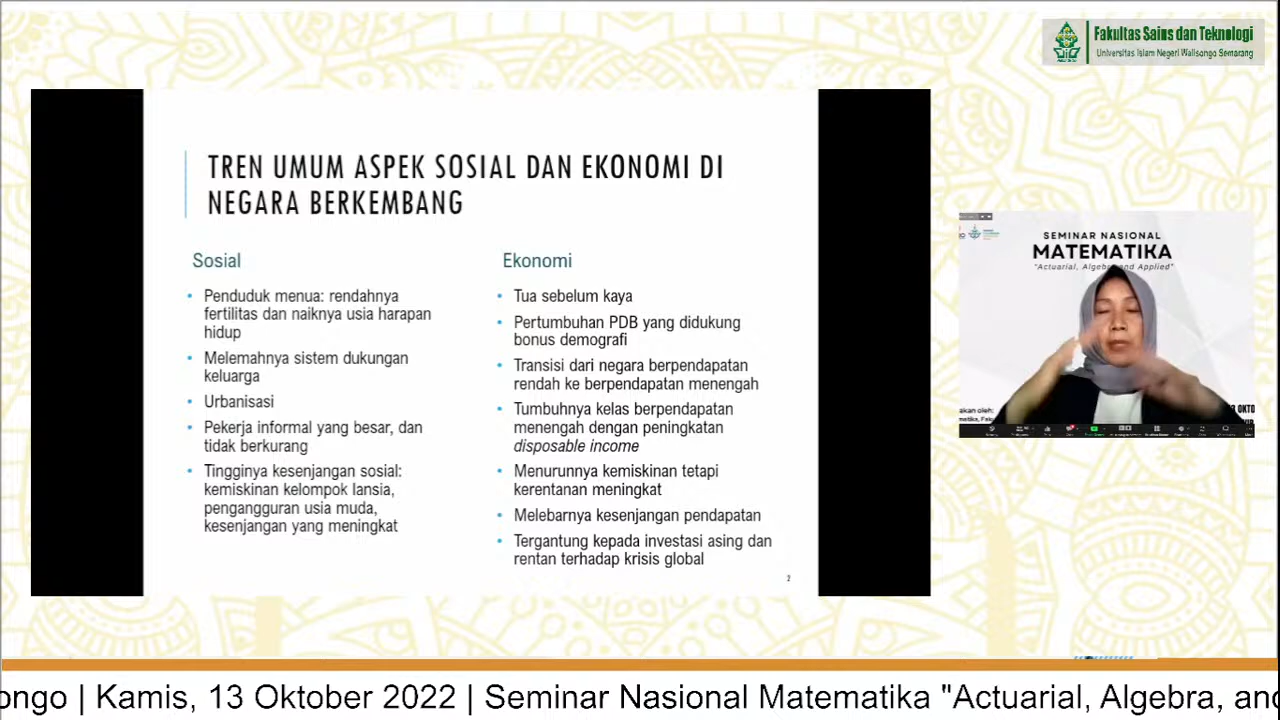 Fakultas Sains dan Teknologi
Universitas Islam Negeri Walisongo Semarang
TREN UMUM ASPEK SOSIAL DAN EKONOMI DI
NEGARA BERKEMBANG
Sosial
• Penduduk menua: rendahnya
fertilitas dan naiknya usia harapan
hidup
• Melemahnya sistem dukungan
keluarga
• Urbanisasi
• Pekerja informal yang besar, dan
tidak berkurang
• Tingginya kesenjangan sosial:
kemiskinan kelompok lansia,
pengangguran usia muda,
kesenjangan yang meningkat
Ekonomi
• Tua sebelum kaya
• Pertumbuhan PDB yang didukung
bonus demografi
• Transisi dari negara berpendapatan
rendah ke berpendapatan menengah
• Tumbuhnya kelas berpendapatan
menengah dengan peningkatan
disposable income
• Menurunnya kemiskinan tetapi
kerentanan meningkat
• Melebarnya kesenjangan pendapatan
• Tergantung kepada investasi asing dan
rentan terhadap krisis global
2
SEMINAR NASIONAL
MATEMATIKA
"Actuarial, Algebra, and Applied"
akan oleh:
OKTO
ongo | Kamis, 13 Oktober 2022 | Seminar Nasional Matematika "Actuarial, Algebra, and